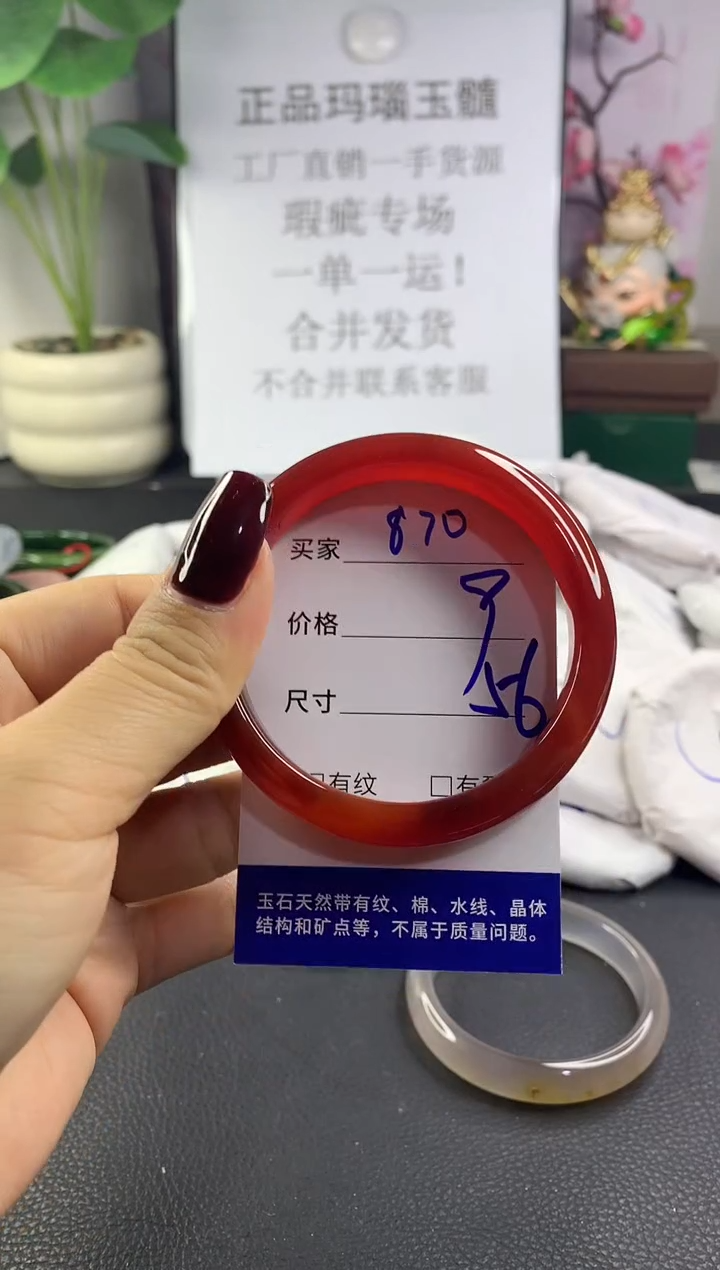 正品玛瑙玉髓
工厂直销一手货源
瑕疵专场
一单一运！
合并发货
不合并联系客服
买家 870
价格
尺寸 56
□有纹 □有
玉石天然带有纹、棉、水线、晶体
结构和矿点等，不属于质量问题。